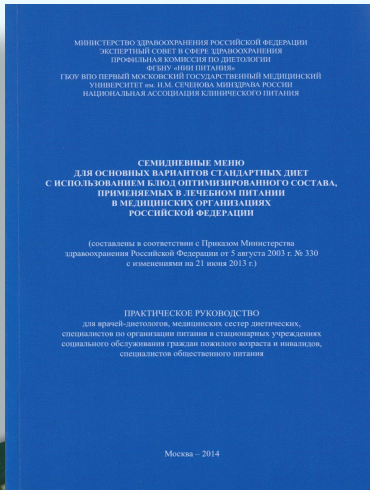 МИНИСТЕРСТВО ЗДРАВООХРАНЕНИЯ РОССИЙСКОЙ ФЕДЕРАЦИИ
ЭКСПЕРТНЫЙ СОВЕТ В СФЕРЕ ЗДРАВООХРАНЕНИЯ
ПРОФИЛЬНАЯ КОМИССИЯ ПО ДИЕТОЛОГИИ
ФГБНУ «НИИ ПИТАНИЯ»
ГБОУ ВПО ПЕРВЫЙ МОСКОВСКИЙ ГОСУДАРСТВЕННЫЙ МЕДИЦИНСКИЙ
УНИВЕРСИТЕТ им. И.М. СЕЧЕНОВА МИНЗДРАВА РОССИИ
НАЦИОНАЛЬНАЯ АССОЦИАЦИЯ КЛИНИЧЕСКОГО ПИТАНИЯ
СЕМИДНЕВНЫЕ МЕНЮ
ДЛЯ ОСНОВНЫХ ВАРИАНТОВ СТАНДАРТНЫХ ДИЕТ
С ИСПОЛЬЗОВАНИЕМ БЛЮД ОПТИМИЗИРОВАННОГО СОСТАВА,
ПРИМЕНЯЕМЫХ В ЛЕЧЕБНОМ ПИТАНИИ
В МЕДИЦИНСКИХ ОРГАНИЗАЦИЯХ
РОССИЙСКОЙ ФЕДЕРАЦИИ
(составлены в соответствии с Приказом Министерства
здравоохранения Российской Федерации от 5 августа 2003 г. № 330
с изменениями на 21 июня 2013 г.)
ПРАКТИЧЕСКОЕ РУКОВОДСТВО
для врачей-диетологов, медицинских сестер диетических,
специалистов по организации питания в стационарных учреждениях
социального обслуживания граждан пожилого возраста и инвалидов,
специалистов общественного питания
Москва – 2014